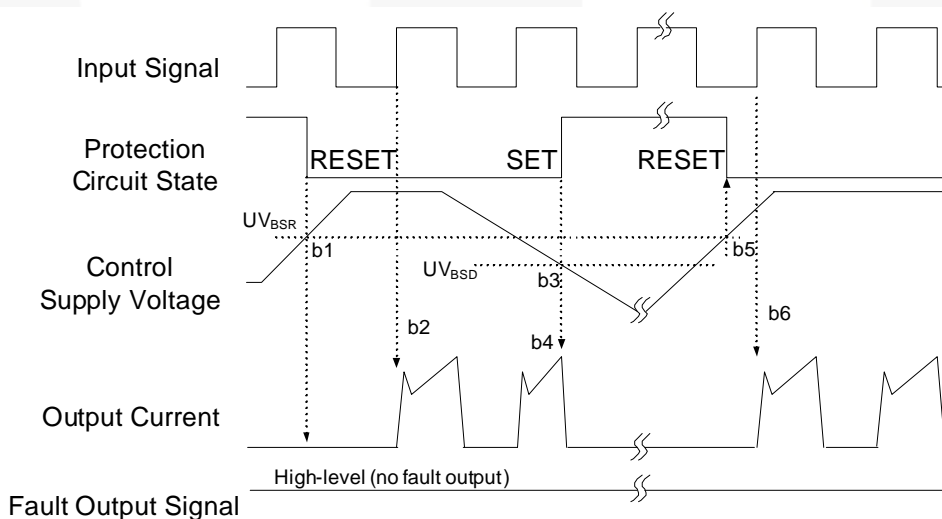 Input Signal
Protection
Circuit State
RESET
SET
RESET
UVBSR
b1
b5
Control
Supply Voltage
UVBSD
b3
b2
b4
b6
Output Current
High-level (no fault output)
Fault Output Signal